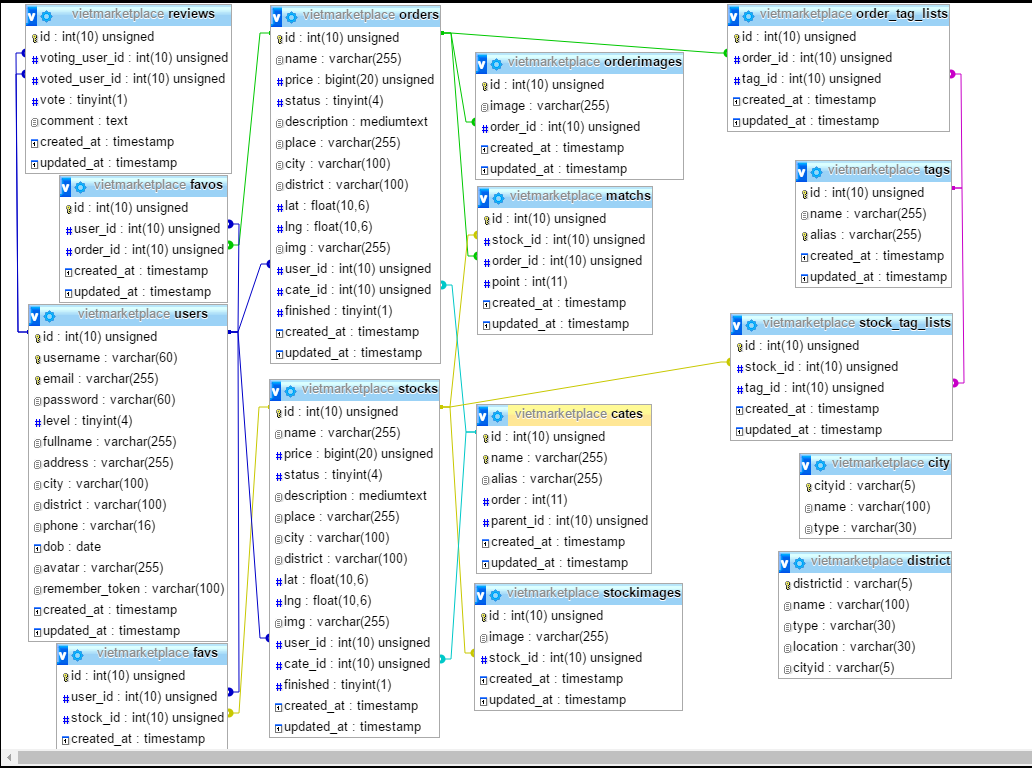 vietmarketplace reviews
id : int(10) unsigned
voting_user_id : int(10) unsigned
voted_user_id : int(10) unsigned
vote : tinyint(1)
comment : text
created_at : timestamp
updated_at : timestamp
vietmarketplace favos
id : int(10) unsigned
user_id : int(10) unsigned
order_id : int(10) unsigned
created_at : timestamp
updated_at : timestamp
vietmarketplace users
id : int(10) unsigned
username : varchar(60)
email : varchar(255)
password : varchar(60)
level : tinyint(4)
fullname : varchar(255)
address : varchar(255)
city : varchar(100)
district : varchar(100)
phone : varchar(16)
dob : date
avatar : varchar(255)
remember_token : varchar(100)
created_at : timestamp
updated_at : timestamp
vietmarketplace favs
id : int(10) unsigned
user_id : int(10) unsigned
stock_id : int(10) unsigned
created_at : timestamp
vietmarketplace orders
id : int(10) unsigned
name : varchar(255)
price : bigint(20) unsigned
status : tinyint(4)
description : mediumtext
place : varchar(255)
city : varchar(100)
district : varchar(100)
lat : float(10,6)
lng : float(10,6)
img : varchar(255)
user_id : int(10) unsigned
cate_id : int(10) unsigned
finished : tinyint(1)
created_at : timestamp
updated_at : timestamp
vietmarketplace stocks
id : int(10) unsigned
name : varchar(255)
price : bigint(20) unsigned
status : tinyint(4)
description : mediumtext
place : varchar(255)
city : varchar(100)
district : varchar(100)
lat : float(10,6)
lng : float(10,6)
img : varchar(255)
user_id : int(10) unsigned
cate_id : int(10) unsigned
finished : tinyint(1)
created_at : timestamp
updated_at : timestamp
vietmarketplace orderimages
id : int(10) unsigned
image : varchar(255)
order_id : int(10) unsigned
created_at : timestamp
updated_at : timestamp
vietmarketplace matchs
id : int(10) unsigned
stock_id : int(10) unsigned
order_id : int(10) unsigned
point : int(11)
created_at : timestamp
updated_at : timestamp
vietmarketplace cates
id : int(10) unsigned
name : varchar(255)
alias : varchar(255)
order : int(11)
parent_id : int(10) unsigned
created_at : timestamp
updated_at : timestamp
vietmarketplace stockimages
id : int(10) unsigned
image : varchar(255)
stock_id : int(10) unsigned
created_at : timestamp
updated_at : timestamp
vietmarketplace order_tag_lists
id : int(10) unsigned
order_id : int(10) unsigned
tag_id : int(10) unsigned
created_at : timestamp
updated_at : timestamp
vietmarketplace tags
id : int(10) unsigned
name : varchar(255)
alias : varchar(255)
created_at : timestamp
updated_at : timestamp
vietmarketplace stock_tag_lists
id : int(10) unsigned
stock_id : int(10) unsigned
tag_id : int(10) unsigned
created_at : timestamp
updated_at : timestamp
vietmarketplace city
cityid : varchar(5)
name : varchar(100)
type : varchar(30)
vietmarketplace district
districtid : varchar(5)
name : varchar(100)
type : varchar(30)
location : varchar(30)
cityid : varchar(5)